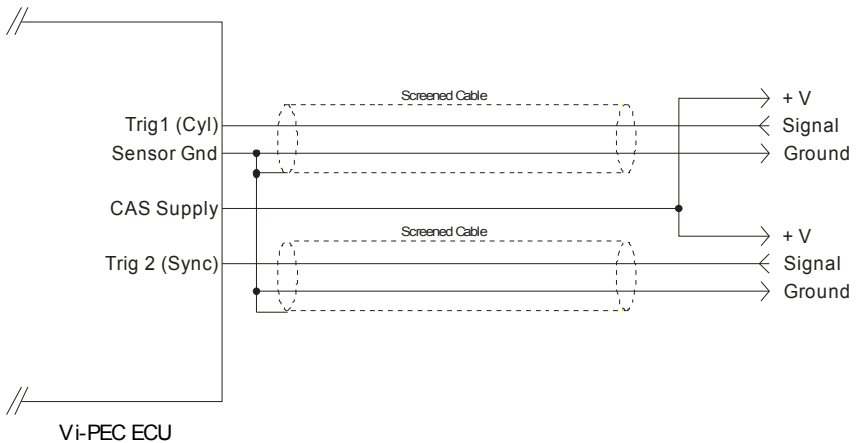 Screened Cable
+ V
Trig1 (Cyl)
Signal
Sensor Gnd
Ground
CAS Supply
Screened Cable
+ V
Trig 2 (Sync)
Signal
Ground
Vi-PEC ECU